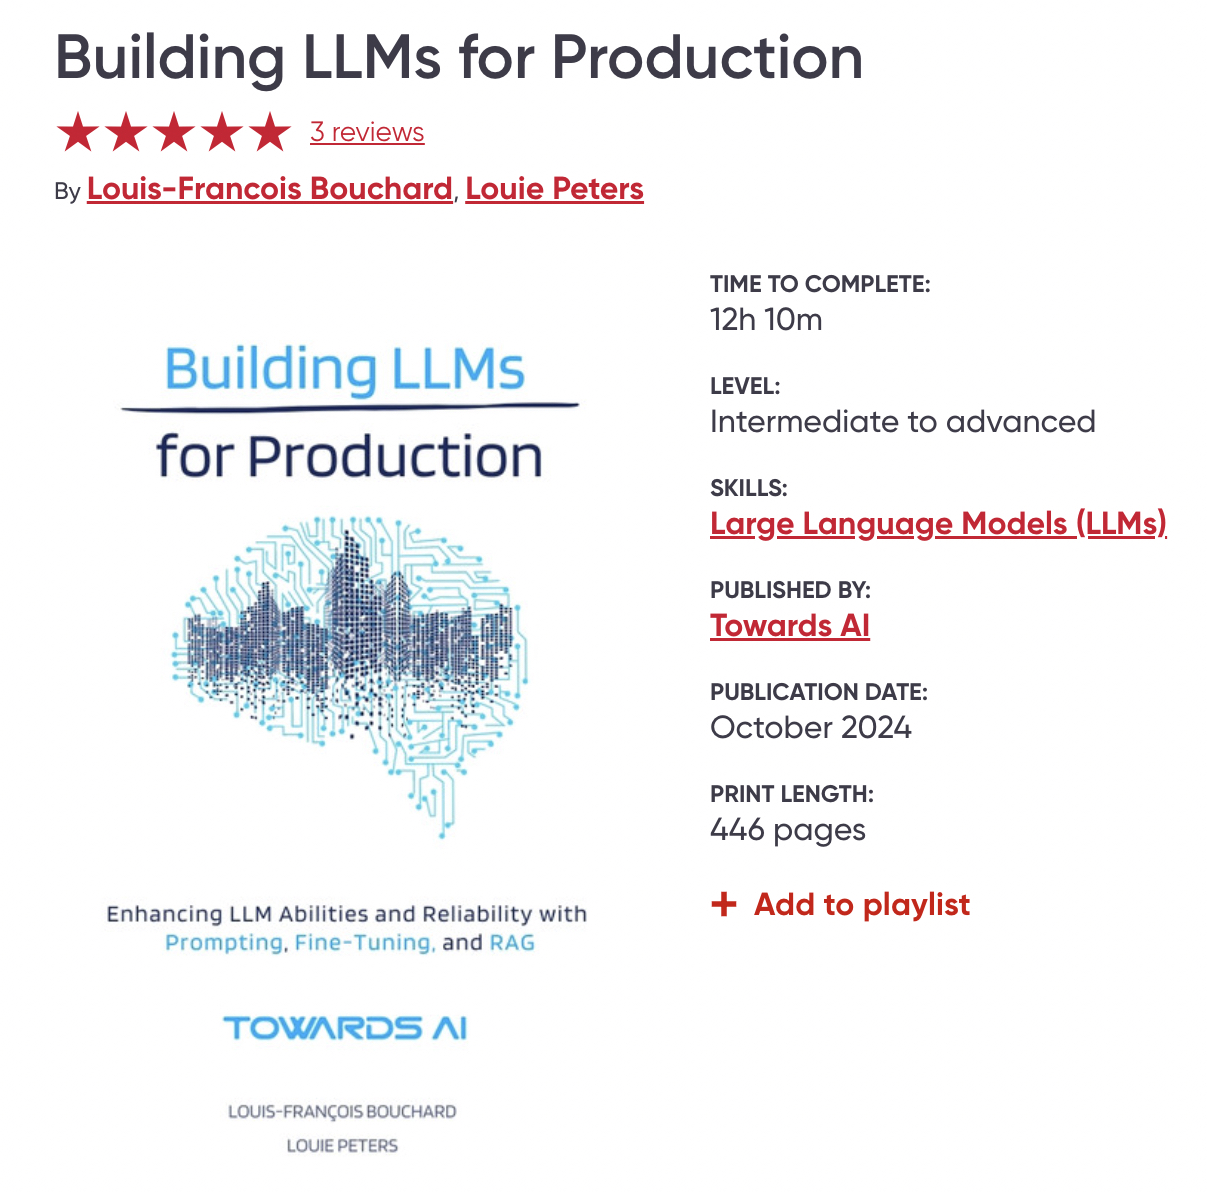 Building LLMs for Production
3 reviews
By Louis-Francois Bouchard, Louie Peters
Building LLMs
for Production
Enhancing LLM Abilities and Reliability with
Prompting, Fine-Tuning, and RAG
TOWARDS AI
LOUIS-FRANÇOIS BOUCHARD
LOUIE PETERS
TIME TO COMPLETE:
12h 10m
LEVEL:
Intermediate to advanced
SKILLS:
Large Language Models (LLMs)
PUBLISHED BY:
Towards AI
PUBLICATION DATE:
October 2024
PRINT LENGTH:
446 pages
+ Add to playlist